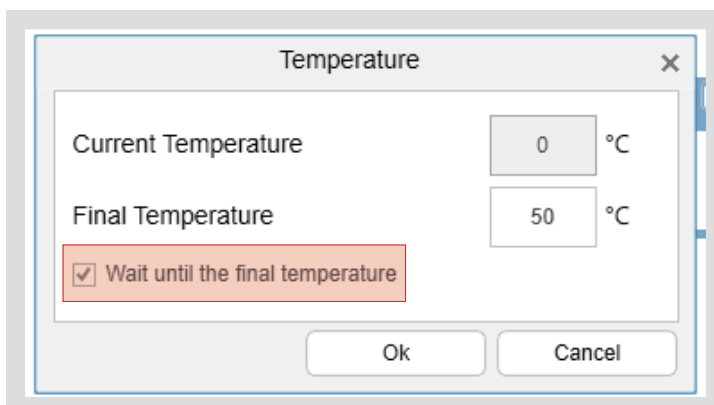 Temperature
Current Temperature 0 °C
Final Temperature 50 °C
Wait until the final temperature
Ok Cancel